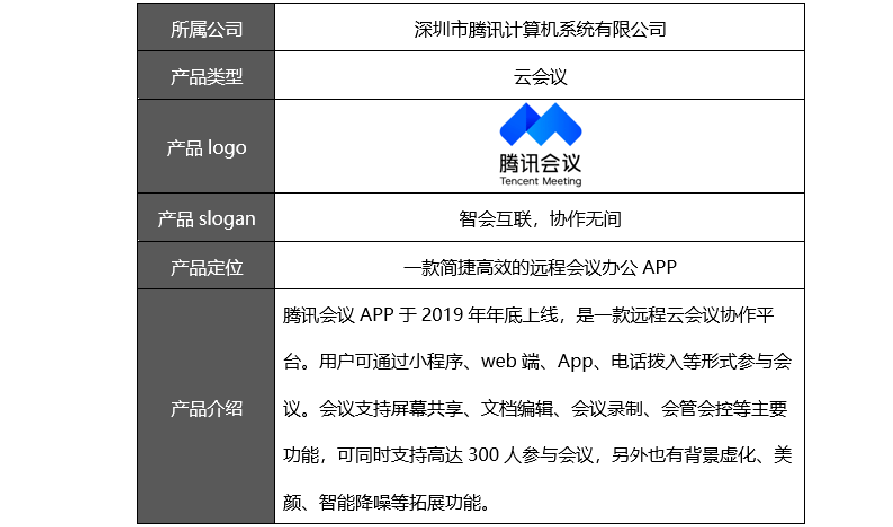 所属公司
深圳市腾讯计算机系统有限公司
产品类型
云会议
产品 logo
腾讯会议
Tencent Meeting
产品 slogan
智会互联，协作无间
产品定位
一款简捷高效的远程会议办公 APP
产品介绍
腾讯会议 APP 于 2019 年年底上线，是一款远程云会议协作平
台。用户可通过小程序、web 端、App、电话拨入等形式参与会
议。会议支持屏幕共享、文档编辑、会议录制、会管会控等主要
功能，可同时支持高达 300 人参与会议，另外也有背景虚化、美
颜、智能降噪等拓展功能。